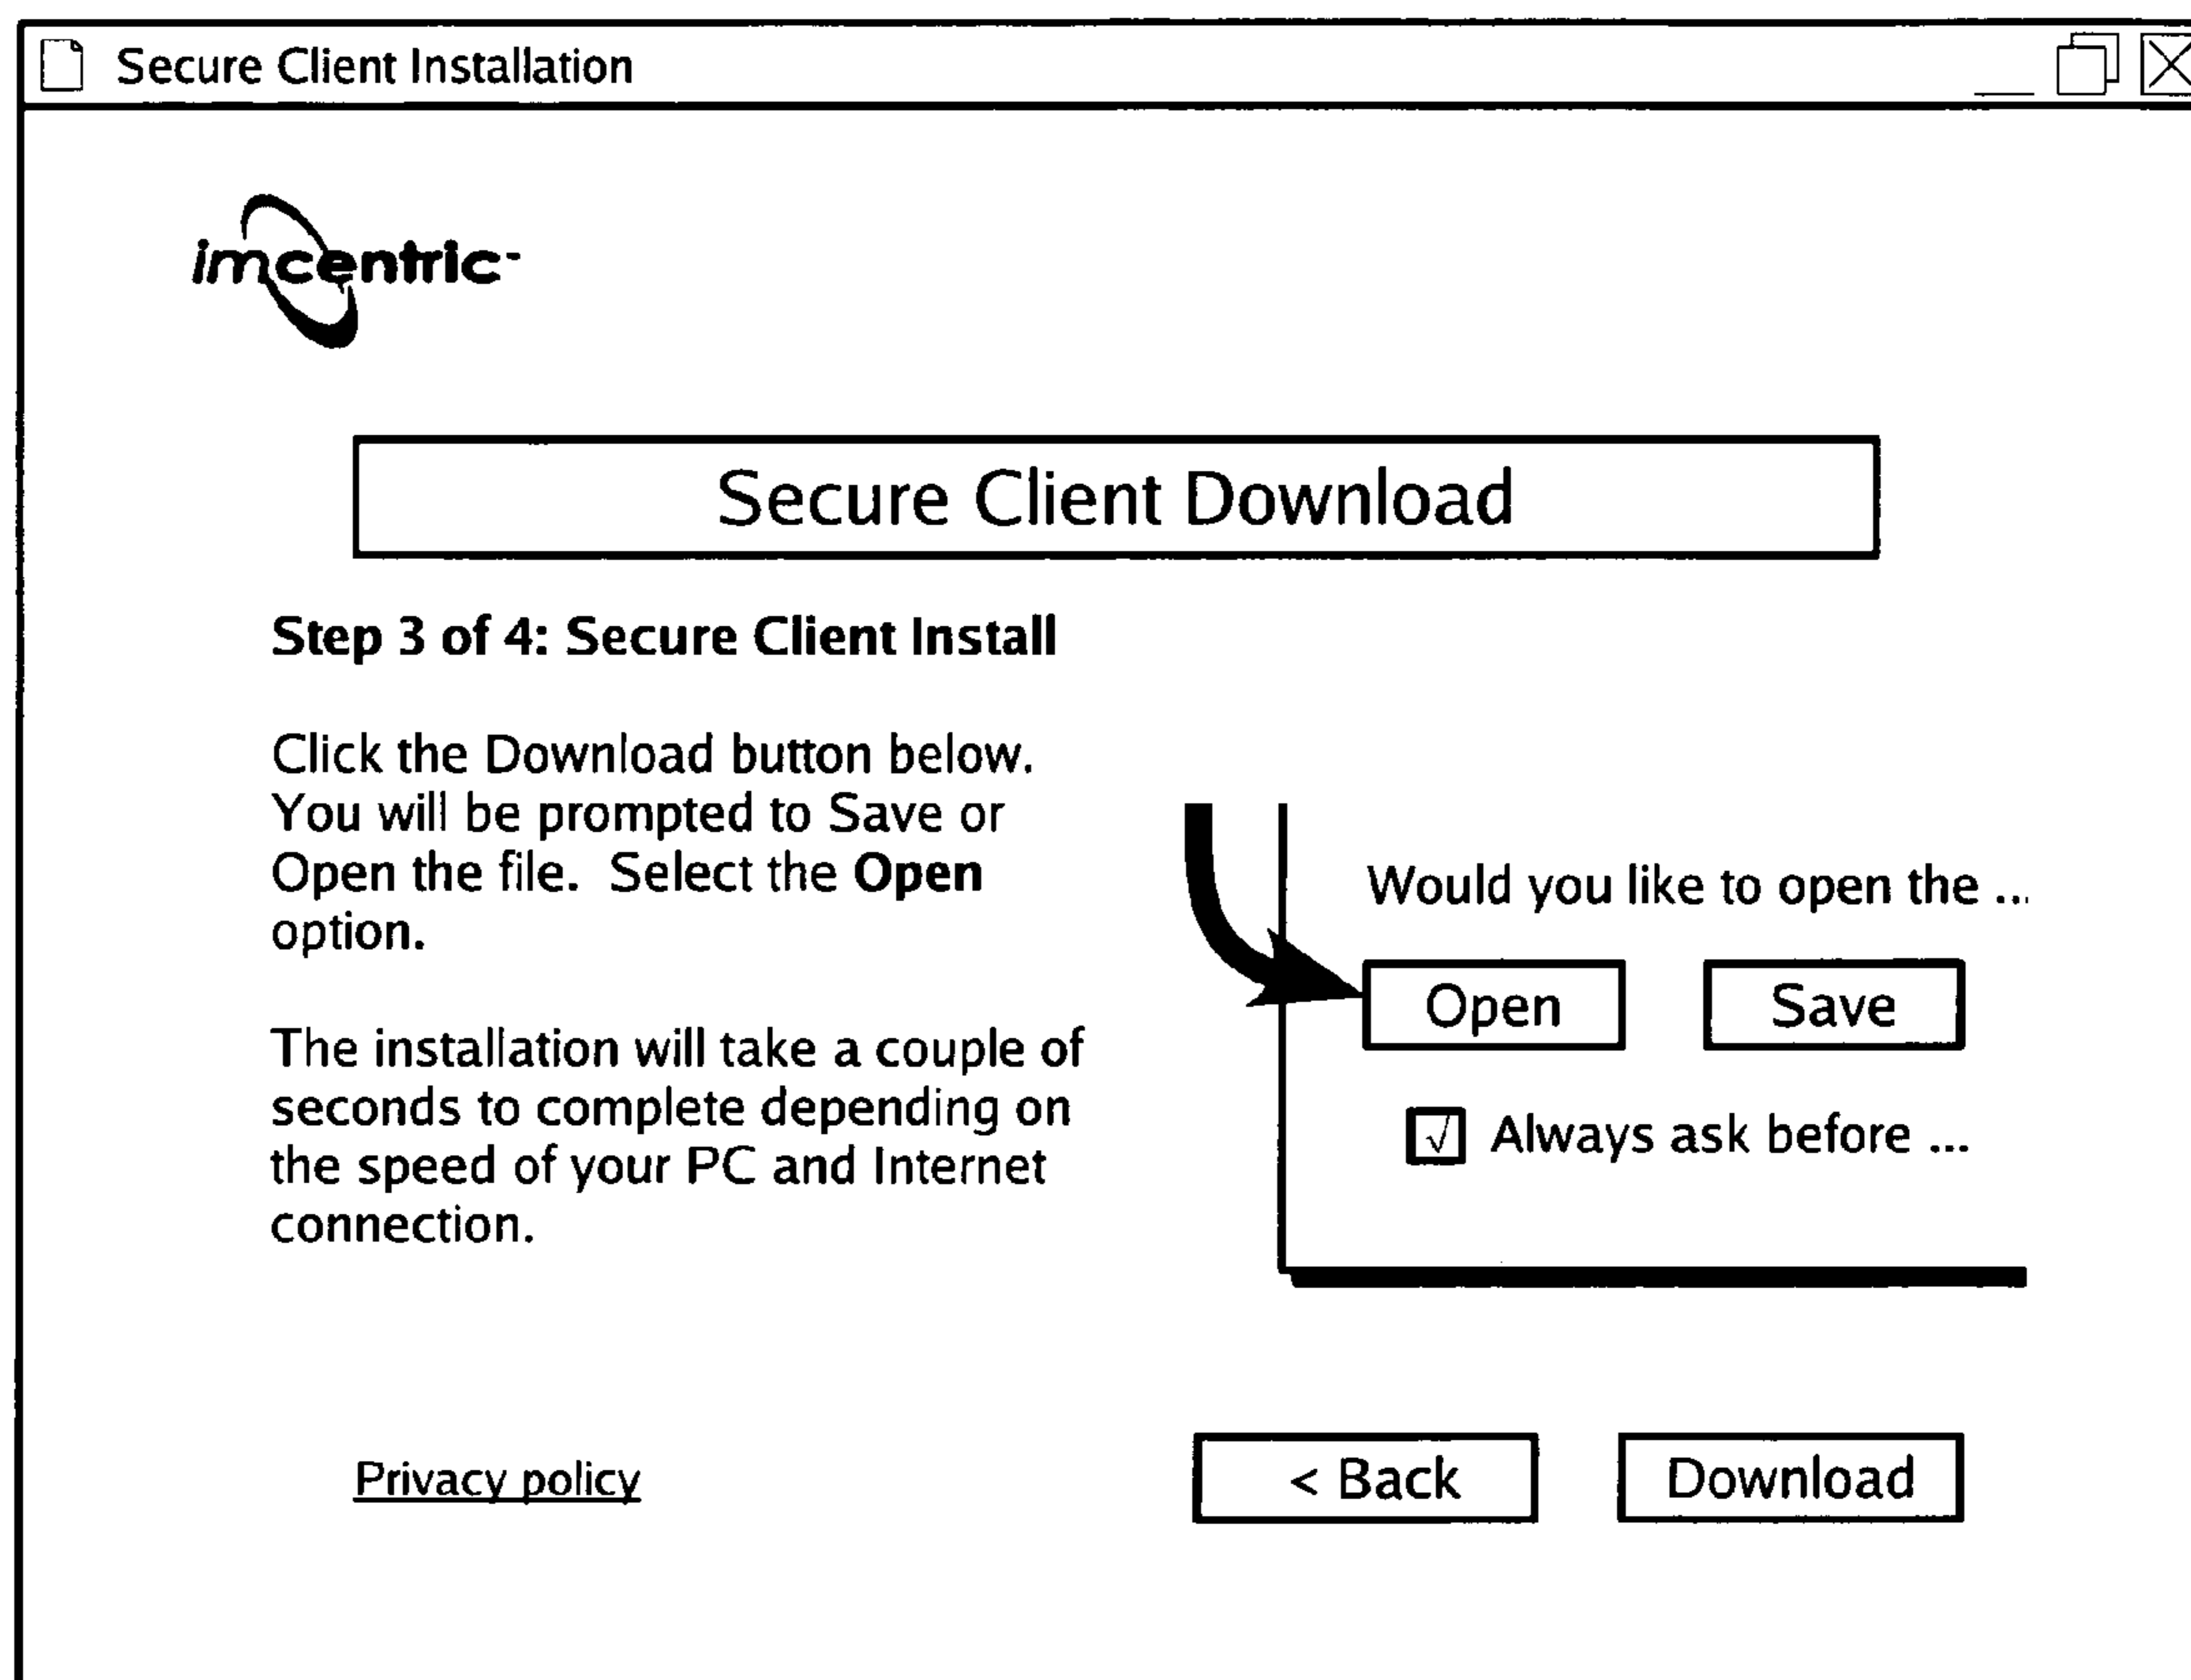 Secure Client Installation
imcentric
Secure Client Download
Step 3 of 4: Secure Client Install
Click the Download button below.
You will be prompted to Save or
Open the file. Select the Open
option.
The installation will take a couple of
seconds to complete depending on
the speed of your PC and Internet
connection.
Would you like to open the ...
Open Save
√ Always ask before ...
Privacy policy
< Back Download